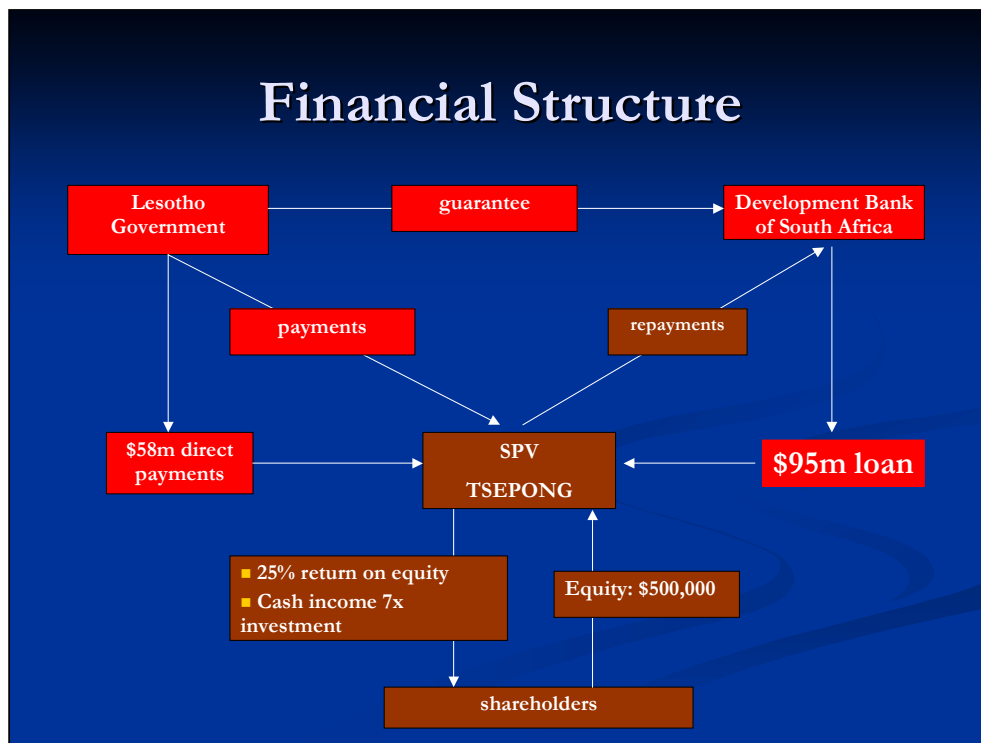 Financial Structure
Lesotho
Government
guarantee
Development Bank
of South Africa
payments
repayments
$58m direct
payments
SPV
TSEPONG
$95m loan
■ 25% return on equity
■ Cash income 7x
investment
Equity: $500,000
shareholders